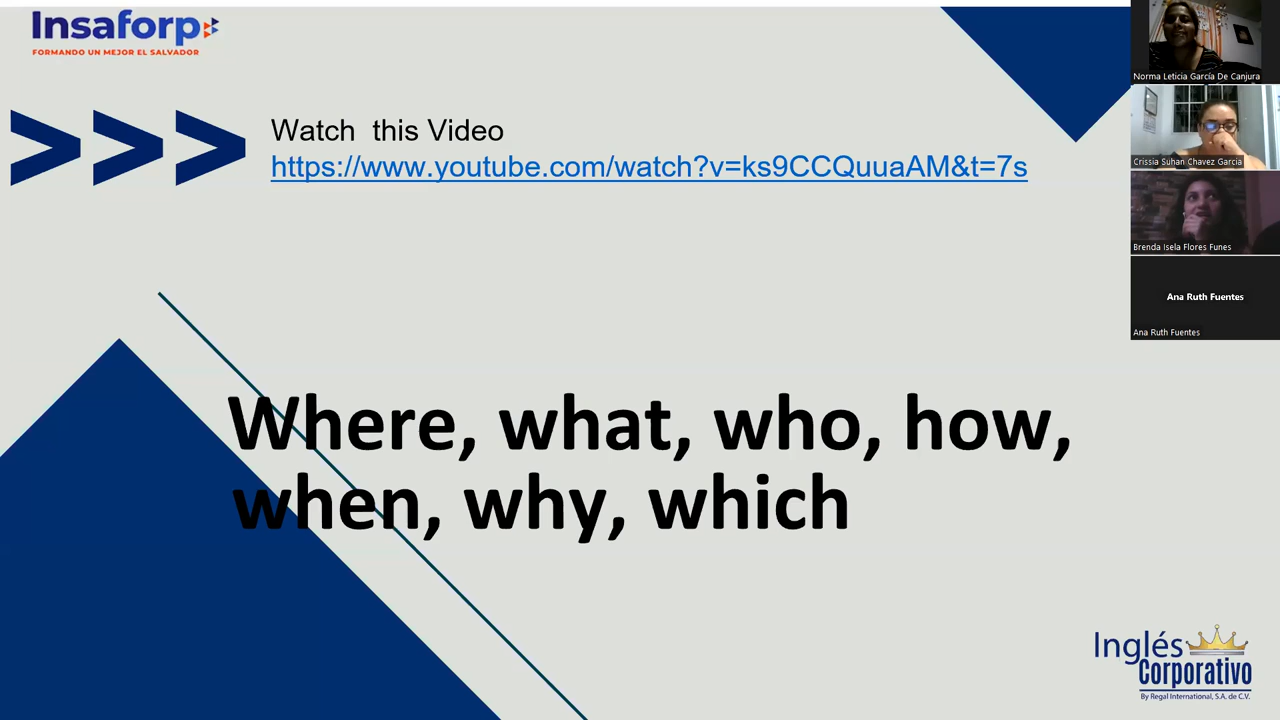 Insaforp
FORMANDO UN MEJOR EL SALVADOR
>>>
Watch this Video
https://www.youtube.com/watch?v=ks9CCQuuaAM&t=7s
Where, what, who, how,
when, why, which
Norma Leticia García De Canjura
Crissia Suhan Chavez Garcia
Brenda Isela Flores Funes
Ana Ruth Fuentes
Ana Ruth Fuentes
Inglés
Corporativo
By Regal International, S.A. de C.V.